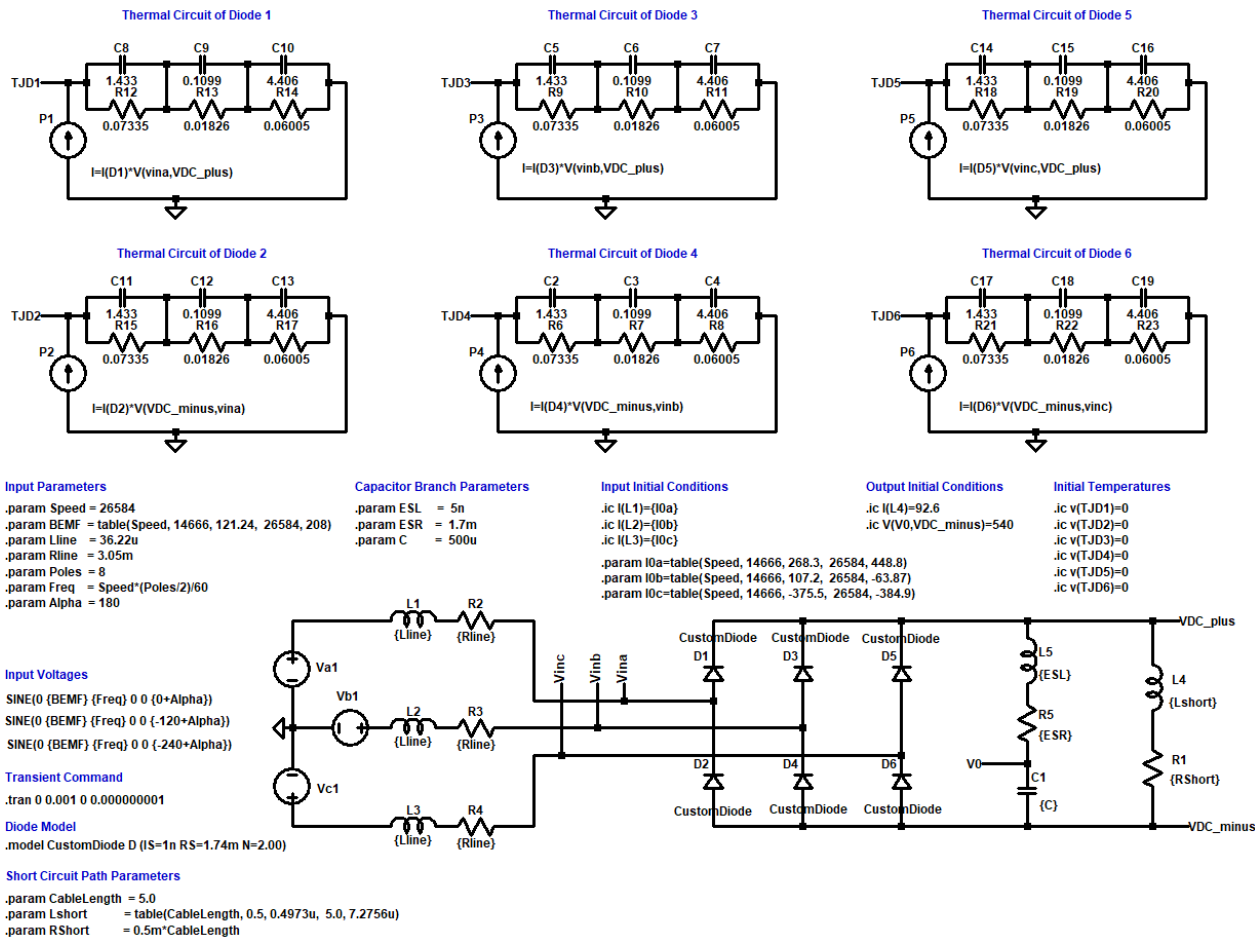 Thermal Circuit of Diode 1
C8 C9 C10
TJD1
1.433 0.1099 4.406
R12 R13 R14
0.07335 0.01826 0.06005
P1
I=I(D1)*V(vina,VDC_plus)
Thermal Circuit of Diode 3
C5 C6 C7
TJD3
1.433 0.1099 4.406
R9 R10 R11
0.07335 0.01826 0.06005
P3
I=I(D3)*V(vinb,VDC_plus)
Thermal Circuit of Diode 5
C14 C15 C16
TJD5
1.433 0.1099 4.406
R18 R19 R20
0.07335 0.01826 0.06005
P5
I=I(D5)*V(vinc,VDC_plus)
Thermal Circuit of Diode 2
C11 C12 C13
TJD2
1.433 0.1099 4.406
R15 R16 R17
0.07335 0.01826 0.06005
P2
I=I(D2)*V(VDC_minus,vina)
Thermal Circuit of Diode 4
C2 C3 C4
TJD4
1.433 0.1099 4.406
R6 R7 R8
0.07335 0.01826 0.06005
P4
I=I(D4)*V(VDC_minus,vinb)
Thermal Circuit of Diode 6
C17 C18 C19
TJD6
1.433 0.1099 4.406
R21 R22 R23
0.07335 0.01826 0.06005
P6
I=I(D6)*V(VDC_minus,vinc)
Input Parameters
.param Speed = 26584
.param BEMF = table(Speed, 14666, 121.24, 26584, 208)
.param Lline = 36.22u
.param Rline = 3.05m
.param Poles = 8
.param Freq = Speed*(Poles/2)/60
.param Alpha = 180
Capacitor Branch Parameters
.param ESL = 5n
.param ESR = 1.7m
.param C = 500u
Input Initial Conditions
.ic I(L1)={I0a}
.ic I(L2)={I0b}
.ic I(L3)={I0c}
.param I0a=table(Speed, 14666, 268.3, 26584, 448.8)
.param I0b=table(Speed, 14666, 107.2, 26584, -63.87)
.param I0c=table(Speed, 14666, -375.5, 26584, -384.9)
Output Initial Conditions
.ic I(L4)=92.6
.ic V(V0,VDC_minus)=540
Initial Temperatures
.ic v(TJD1)=0
.ic v(TJD2)=0
.ic v(TJD3)=0
.ic v(TJD4)=0
.ic v(TJD5)=0
.ic v(TJD6)=0
Input Voltages
SINE(0 {BEMF} {Freq} 0 0 {0+Alpha})
SINE(0 {BEMF} {Freq} 0 0 {-120+Alpha})
SINE(0 {BEMF} {Freq} 0 0 {-240+Alpha})
Transient Command
.tran 0 0.001 0 0.000000001
Diode Model
.model CustomDiode D (IS=1n RS=1.74m N=2.00)
Short Circuit Path Parameters
.param CableLength = 5.0
.param Lshort = table(CableLength, 0.5, 0.4973u, 5.0, 7.2756u)
.param RShort = 0.5m*CableLength
L1 R2
{Lline} {Rline}
Va1
Vb1
L2 R3
{Lline} {Rline}
Vc1
L3 R4
{Lline} {Rline}
Vinc
Vinb
Vina
CustomDiode CustomDiode CustomDiode
D1 D3 D5
D2 D4 D6
CustomDiode CustomDiode CustomDiode
VDC_plus
L5
{ESL}
R5
{ESR}
V0
C1
{C}
L4
{Lshort}
R1
{RShort}
VDC_minus